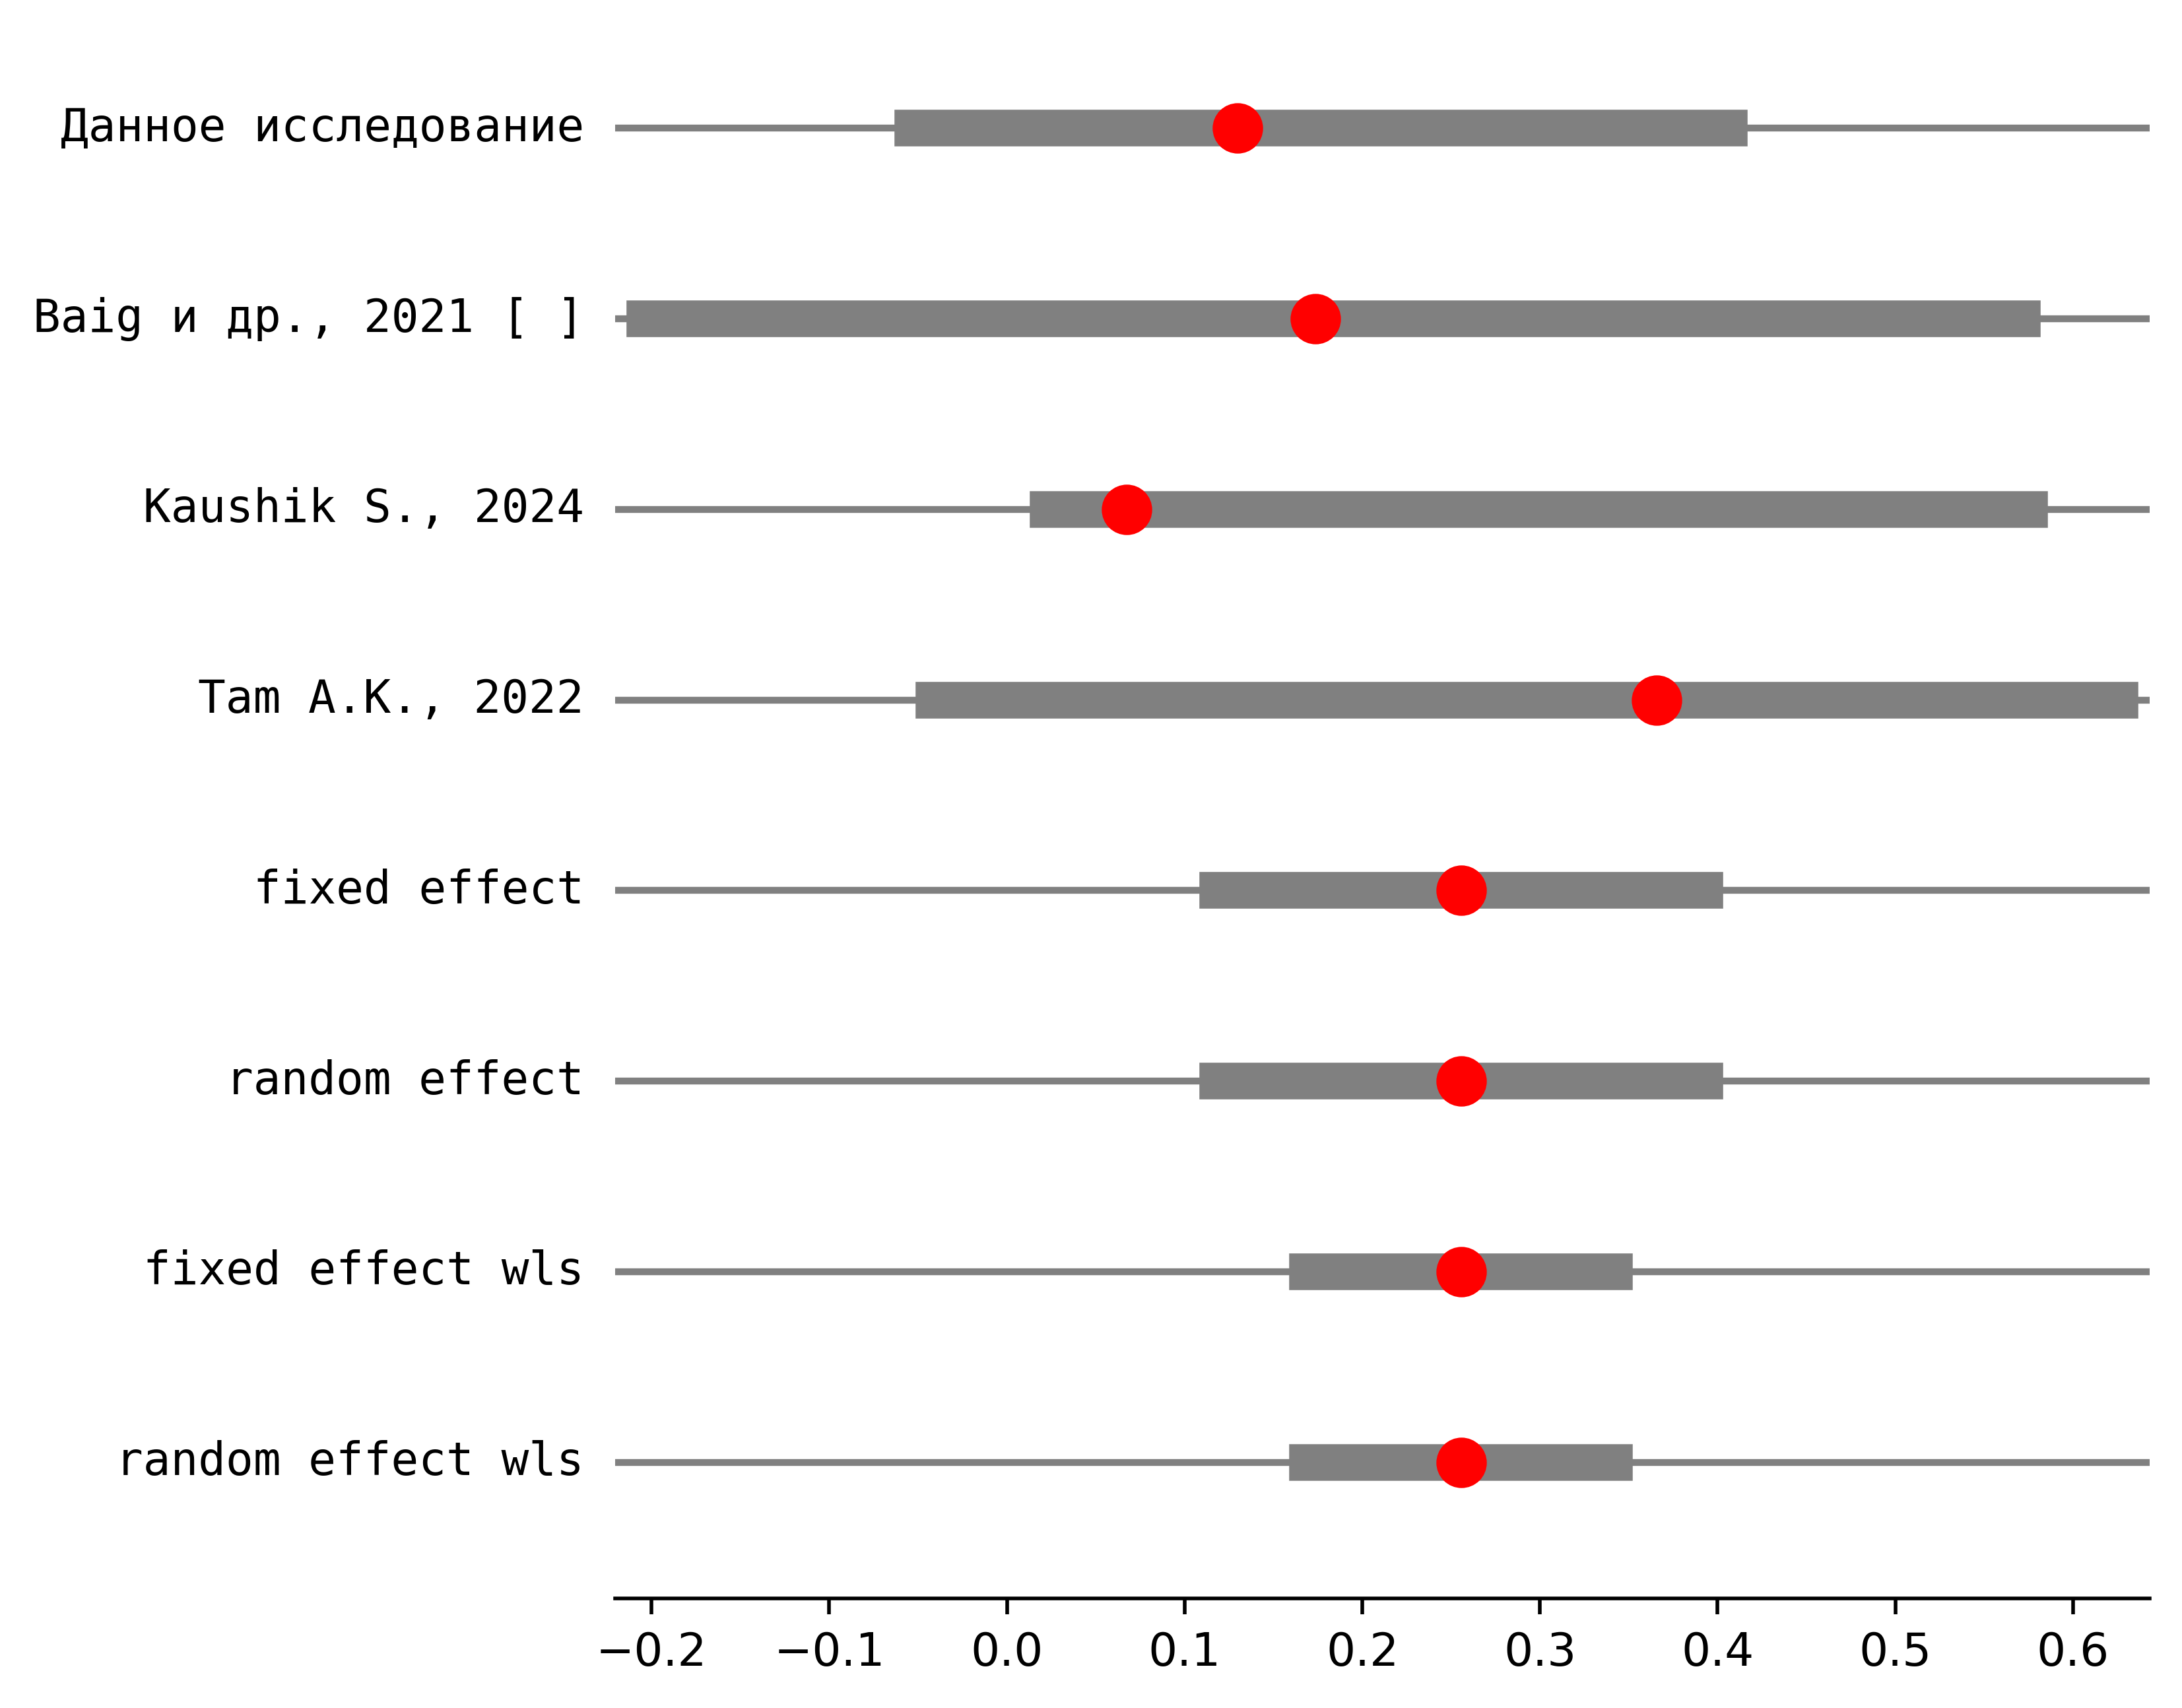 Данное исследование
Baig и др., 2021 [ ]
Kaushik S., 2024
Tam A.K., 2022
fixed effect
random effect
fixed effect wls
random effect wls
−0.2 −0.1 0.0 0.1 0.2 0.3 0.4 0.5 0.6